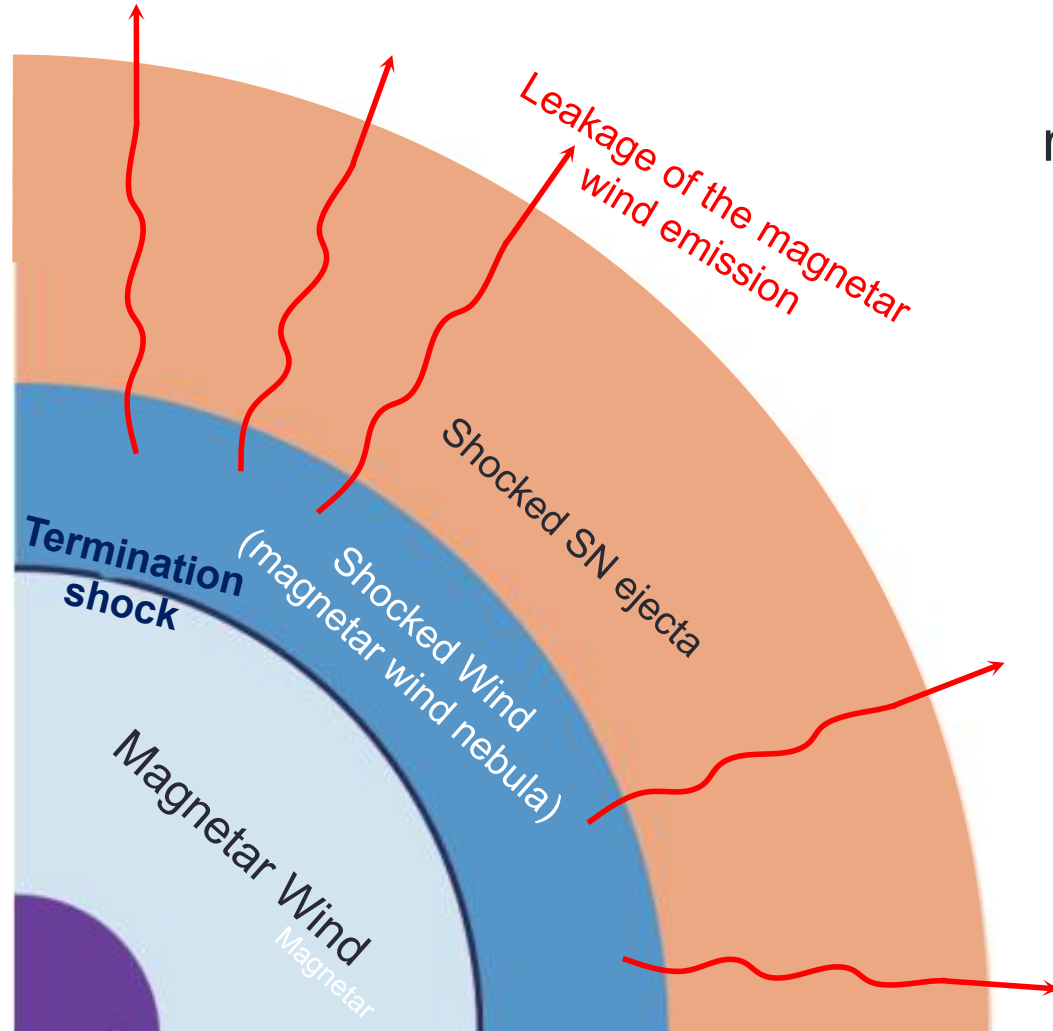 Leakage of the magnetar
wind emission
r
Shocked SN ejecta
Termination
shock
Shocked Wind
(magnetar wind nebula)
Magnetar Wind
Magnetar